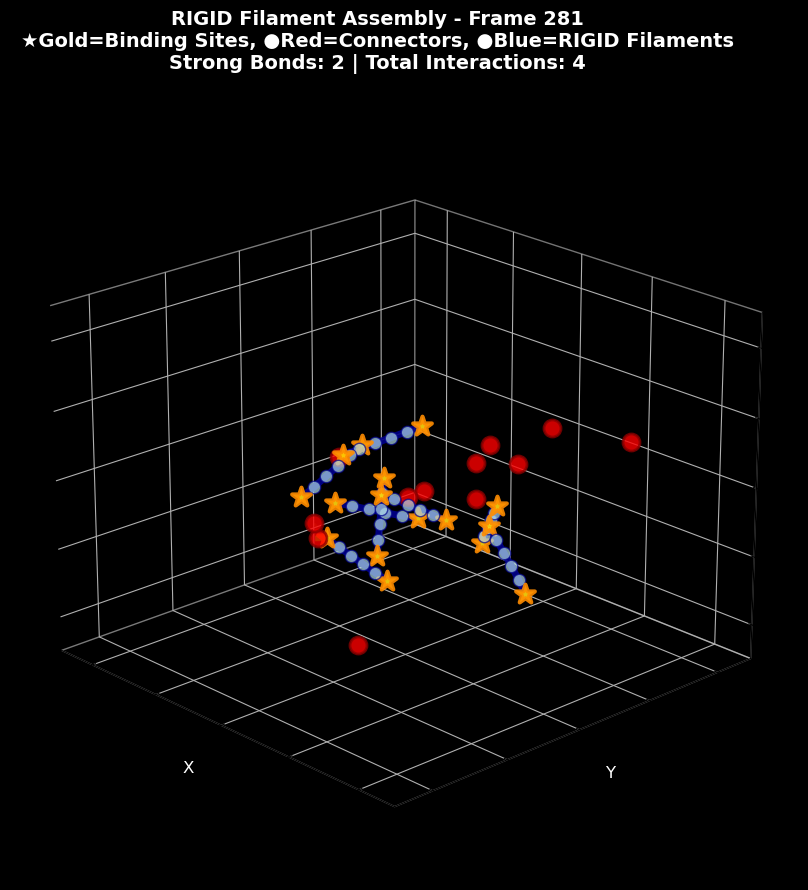 RIGID Filament Assembly - Frame 281
★Gold=Binding Sites, ●Red=Connectors, ●Blue=RIGID Filaments
Strong Bonds: 2 | Total Interactions: 4
X
Y